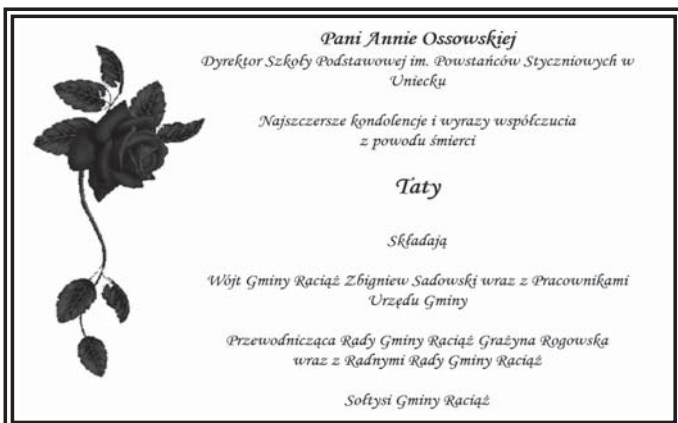 Pani Annie Ossowskiej
Dyrektor Szkoły Podstawowej im. Powstańców Styczniowych w
Uniecku
Najszczersze kondolencje i wyrazy współczucia
z powodu śmierci
Taty
Składają
Wójt Gminy Raciąż Zbigniew Sadowski wraz z Pracownikami
Urzędu Gminy
Przewodnicząca Rady Gminy Raciąż Grażyna Rogowska
wraz z Radnymi Rady Gminy Raciąż
Sołtysi Gminy Raciąż